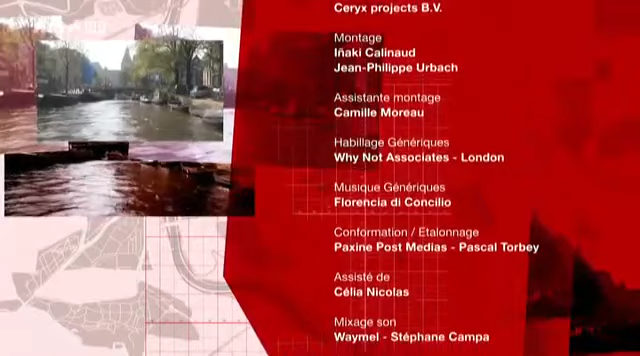 Ceryx projects B.V.
Montage
Iñaki Calinaud
Jean-Philippe Urbach
Assistante montage
Camille Moreau
Habillage Génériques
Why Not Associates - London
Musique Génériques
Florencia di Concilio
Conformation / Etalonnage
Paxine Post Medias - Pascal Torbey
Assisté de
Célia Nicolas
Mixage son
Waymel - Stéphane Campa